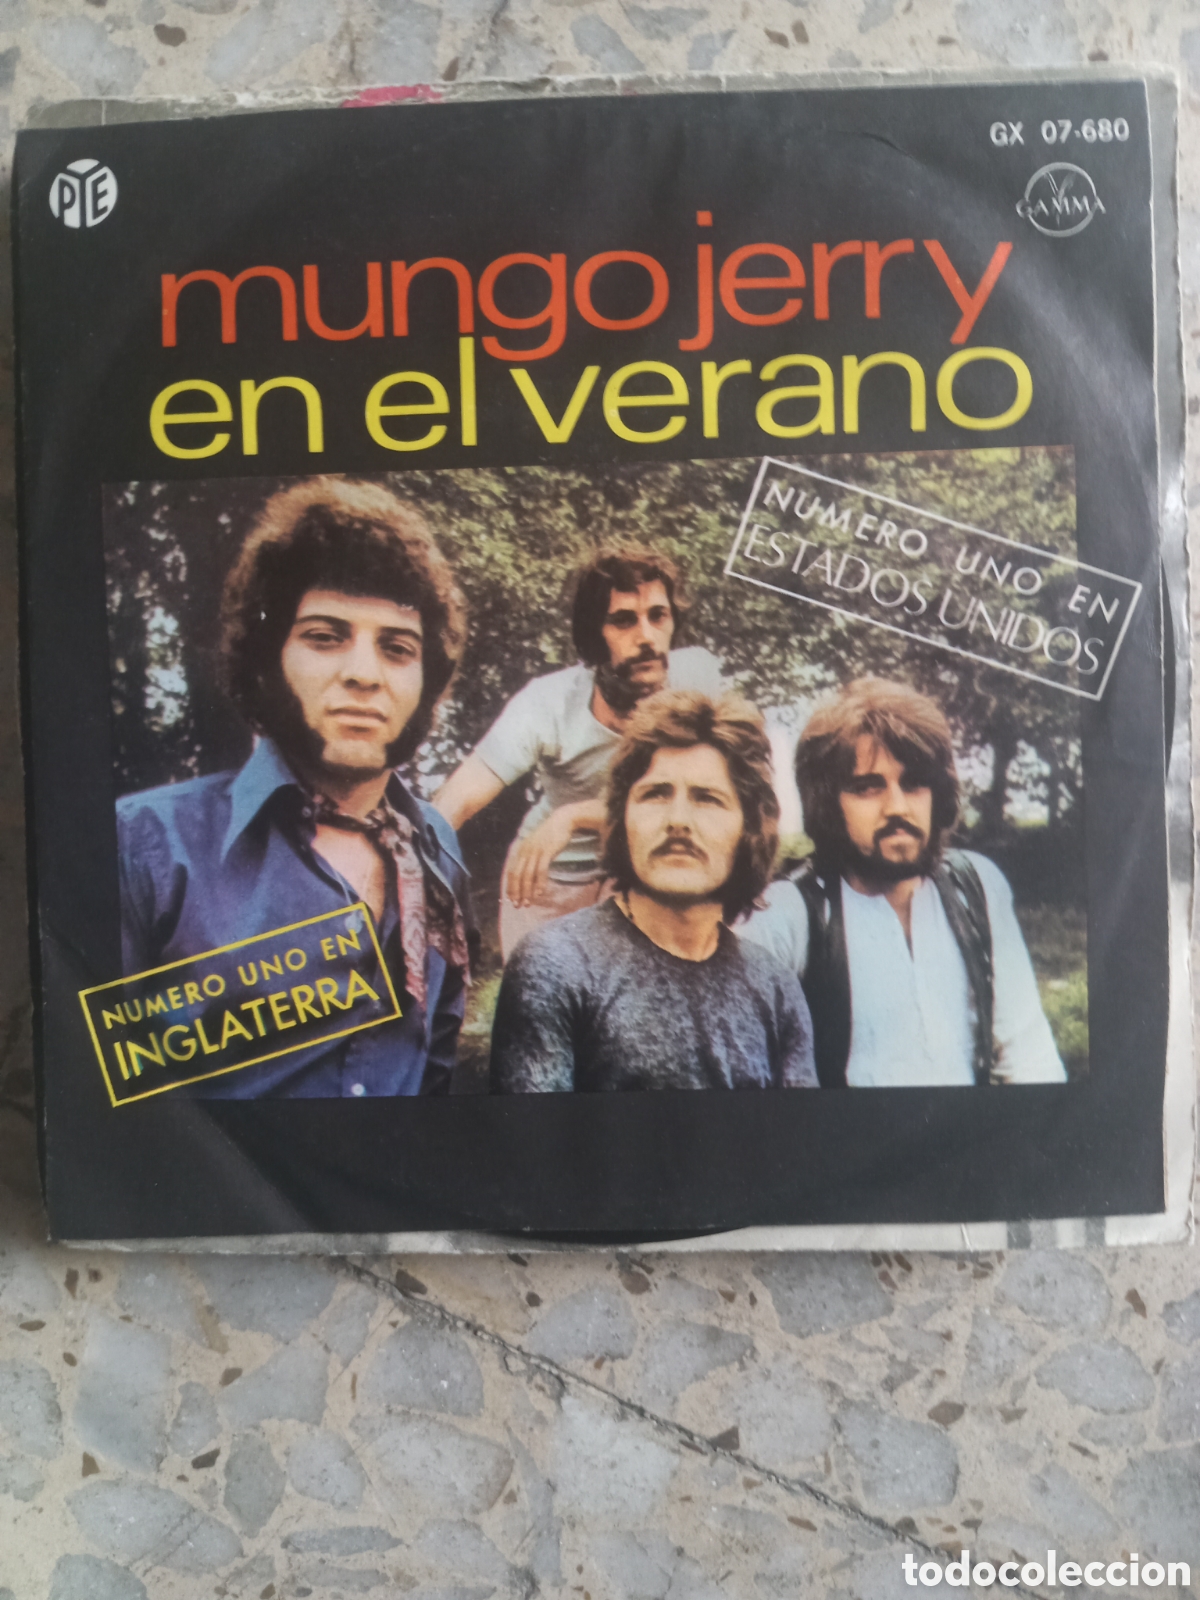 GX 07-680
PYE
GAMMA
mungo jerry
en el verano
NUMERO UNO EN
ESTADOS UNIDOS
NUMERO UNO EN
INGLATERRA
todocoleccion